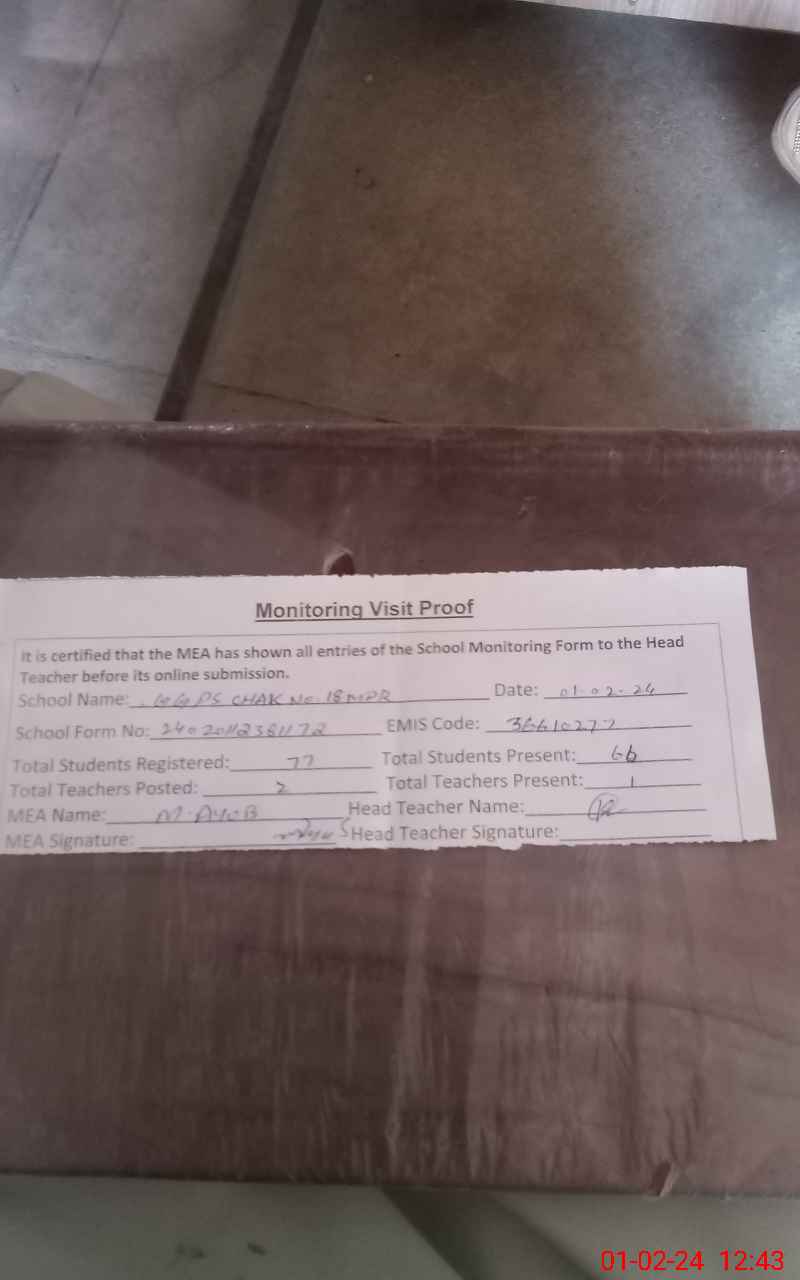 Monitoring Visit Proof
It is certified that the MEA has shown all entries of the School Monitoring Form to the Head
Teacher before its online submission.
School Name: GGPS CHAK No. 18 MPR Date: 01-02-24
School Form No: EMIS Code: 36610277
Total Students Registered: 77 Total Students Present: 66
Total Teachers Posted: 2 Total Teachers Present: 1
MEA Name: M. AYUB Head Teacher Name:
MEA Signature: Head Teacher Signature:
01-02-24 12:43